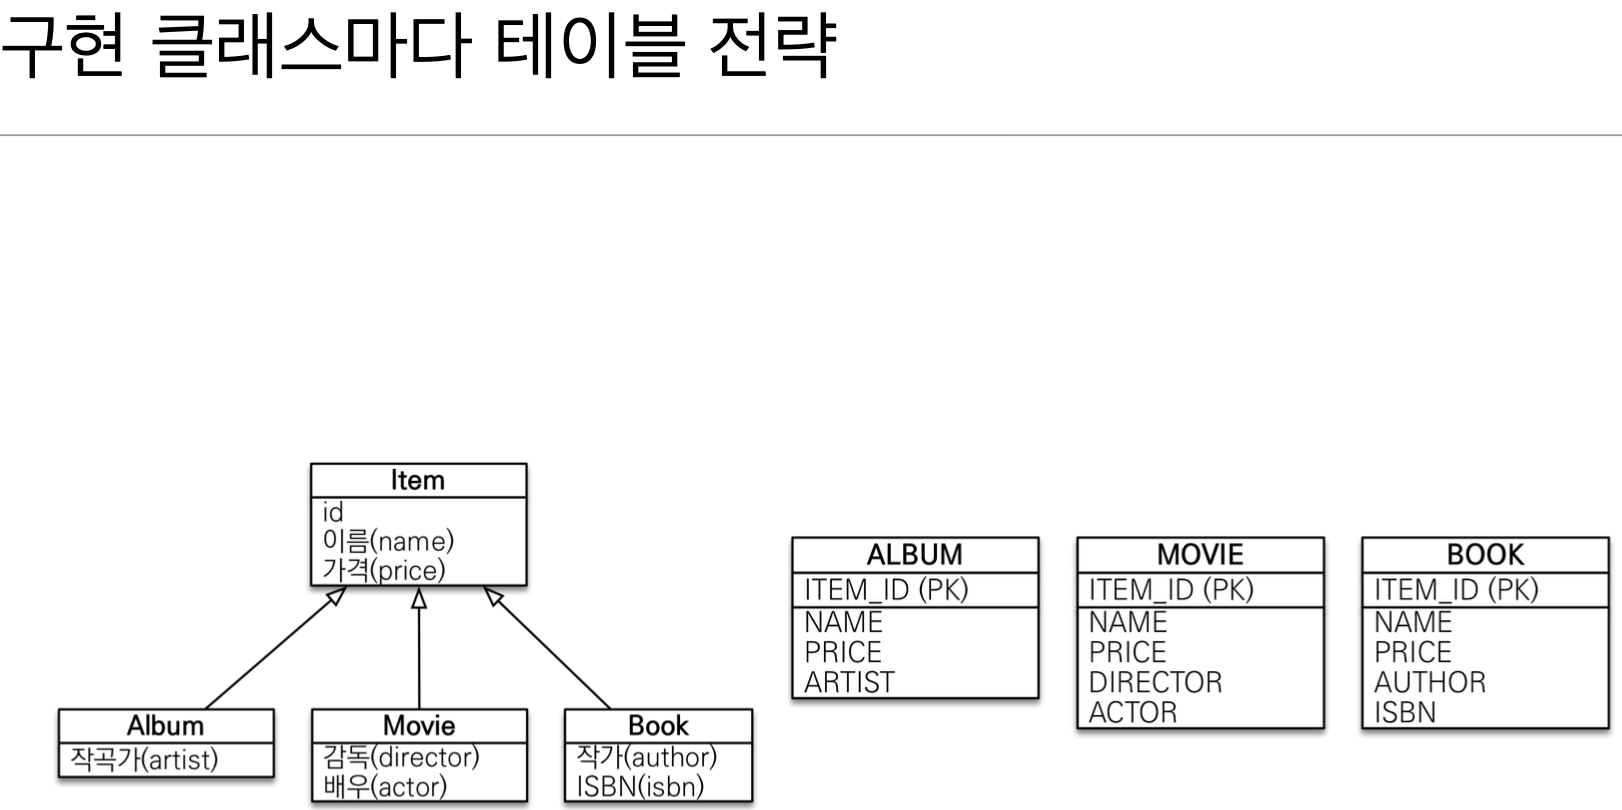 구현 클래스마다 테이블 전략
Item
id
이름(name)
가격(price)
Album
작곡가(artist)
Movie
감독(director)
배우(actor)
Book
작가(author)
ISBN(isbn)
ALBUM
ITEM_ID (PK)
NAME
PRICE
ARTIST
MOVIE
ITEM_ID (PK)
NAME
PRICE
DIRECTOR
ACTOR
BOOK
ITEM_ID (PK)
NAME
PRICE
AUTHOR
ISBN